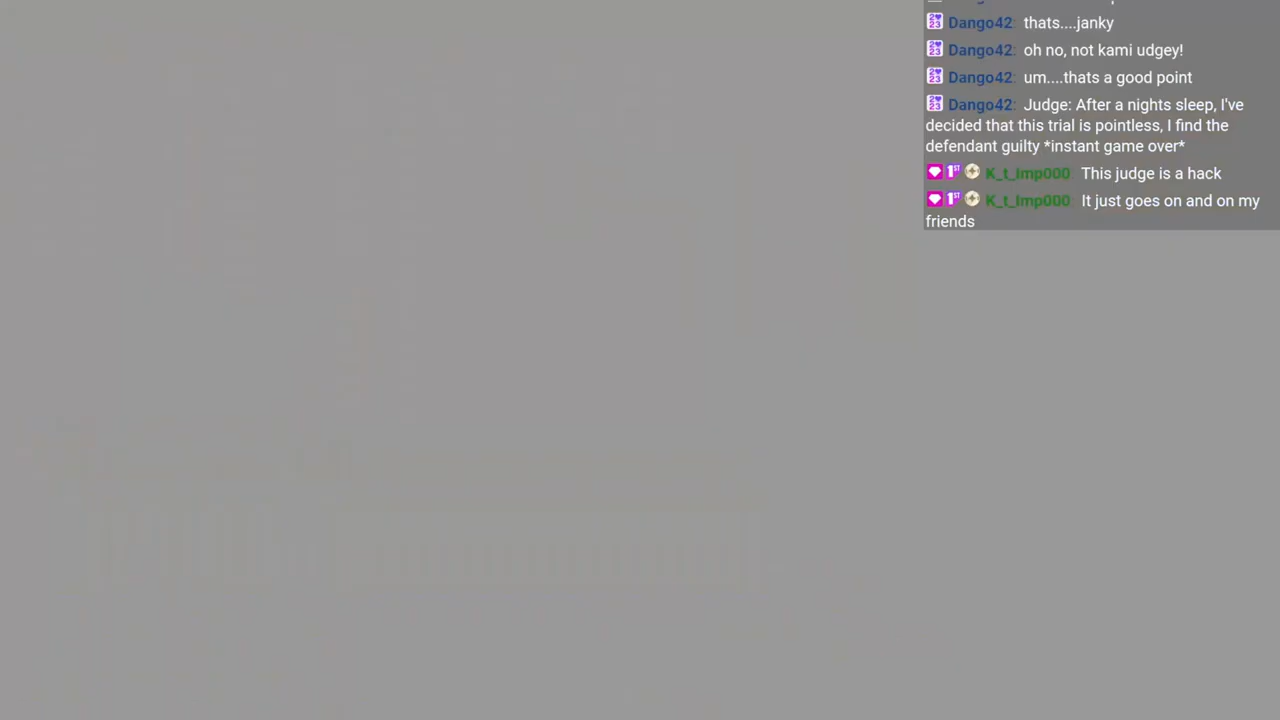 Dango42: thats....janky
Dango42: oh no, not kami udgey!
Dango42: um....thats a good point
Dango42: Judge: After a nights sleep, I've
decided that this trial is pointless, I find the
defendant guilty *instant game over*
K_t_Imp000: This judge is a hack
K_t_Imp000: It just goes on and on my
friends